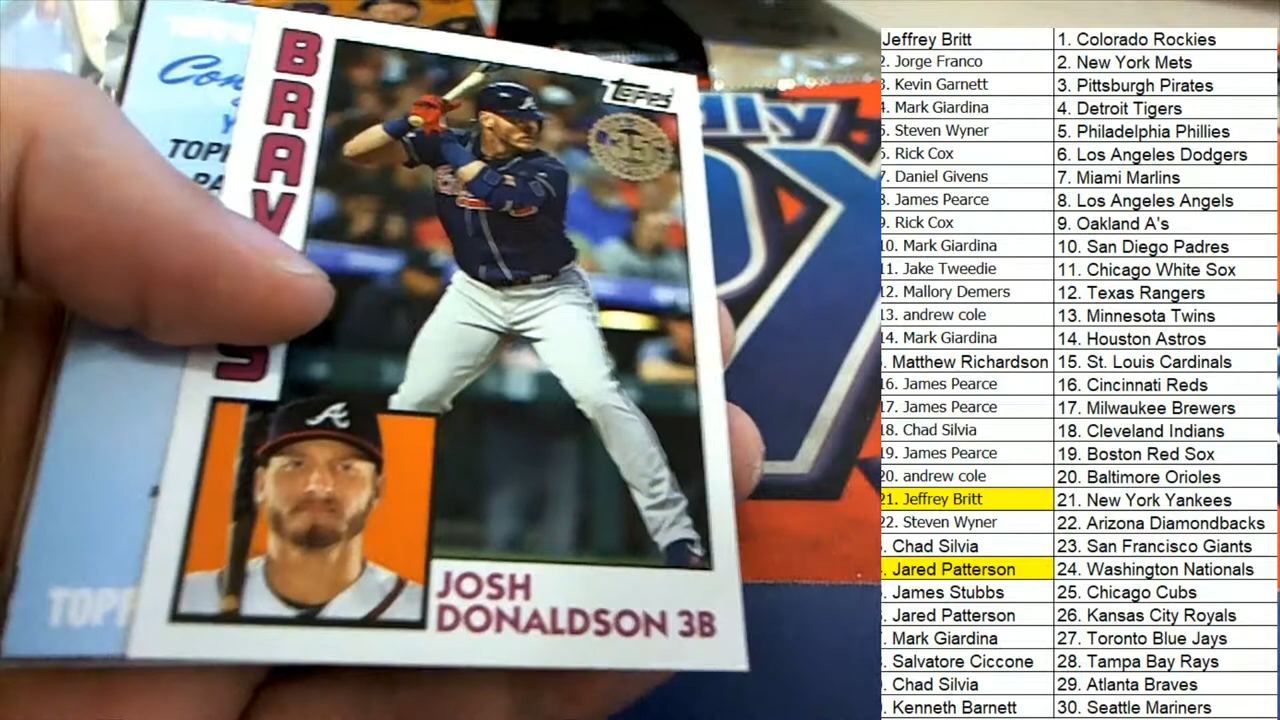 Con
TOPP
PA
TOPP
BRAV
S
Topps
35
A
A
JOSH
DONALDSON 3B
lly
Jeffrey Britt 1. Colorado Rockies
2. Jorge Franco 2. New York Mets
3. Kevin Garnett 3. Pittsburgh Pirates
4. Mark Giardina 4. Detroit Tigers
5. Steven Wyner 5. Philadelphia Phillies
6. Rick Cox 6. Los Angeles Dodgers
7. Daniel Givens 7. Miami Marlins
8. James Pearce 8. Los Angeles Angels
9. Rick Cox 9. Oakland A's
10. Mark Giardina 10. San Diego Padres
11. Jake Tweedie 11. Chicago White Sox
12. Mallory Demers 12. Texas Rangers
13. andrew cole 13. Minnesota Twins
14. Mark Giardina 14. Houston Astros
Matthew Richardson 15. St. Louis Cardinals
16. James Pearce 16. Cincinnati Reds
17. James Pearce 17. Milwaukee Brewers
18. Chad Silvia 18. Cleveland Indians
19. James Pearce 19. Boston Red Sox
20. andrew cole 20. Baltimore Orioles
21. Jeffrey Britt 21. New York Yankees
22. Steven Wyner 22. Arizona Diamondbacks
Chad Silvia 23. San Francisco Giants
Jared Patterson 24. Washington Nationals
James Stubbs 25. Chicago Cubs
Jared Patterson 26. Kansas City Royals
Mark Giardina 27. Toronto Blue Jays
Salvatore Ciccone 28. Tampa Bay Rays
Chad Silvia 29. Atlanta Braves
Kenneth Barnett 30. Seattle Mariners